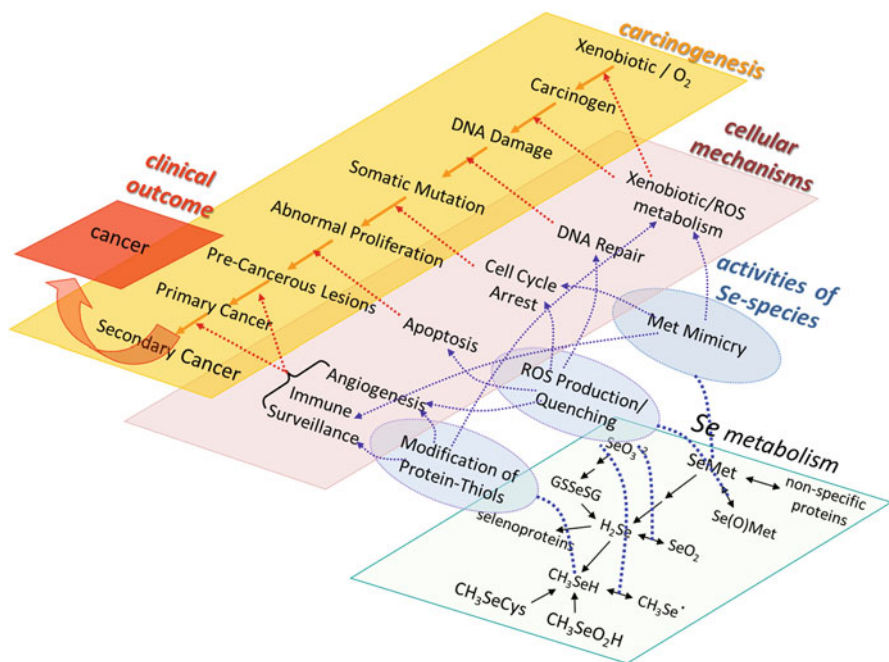 carcinogenesis
Xenobiotic / O₂
Carcinogen
DNA Damage
Somatic Mutation
Abnormal Proliferation
Pre-Cancerous Lesions
Primary Cancer
Secondary Cancer
clinical
outcome
cancer
cellular
mechanisms
Xenobiotic/ROS
metabolism
DNA Repair
Cell Cycle
Arrest
Apoptosis
Angiogenesis
Immune
Surveillance
activities of
Se-species
Met Mimicry
ROS Production/
Quenching
Modification of
Protein-Thiols
Se metabolism
SeO₃⁻²
GSSeSG
H₂Se
selenoproteins
SeO₂
SeMet
non-specific
proteins
Se(O)Met
CH₃SeH
CH₃Se˙
CH₃SeCys
CH₃SeO₂H